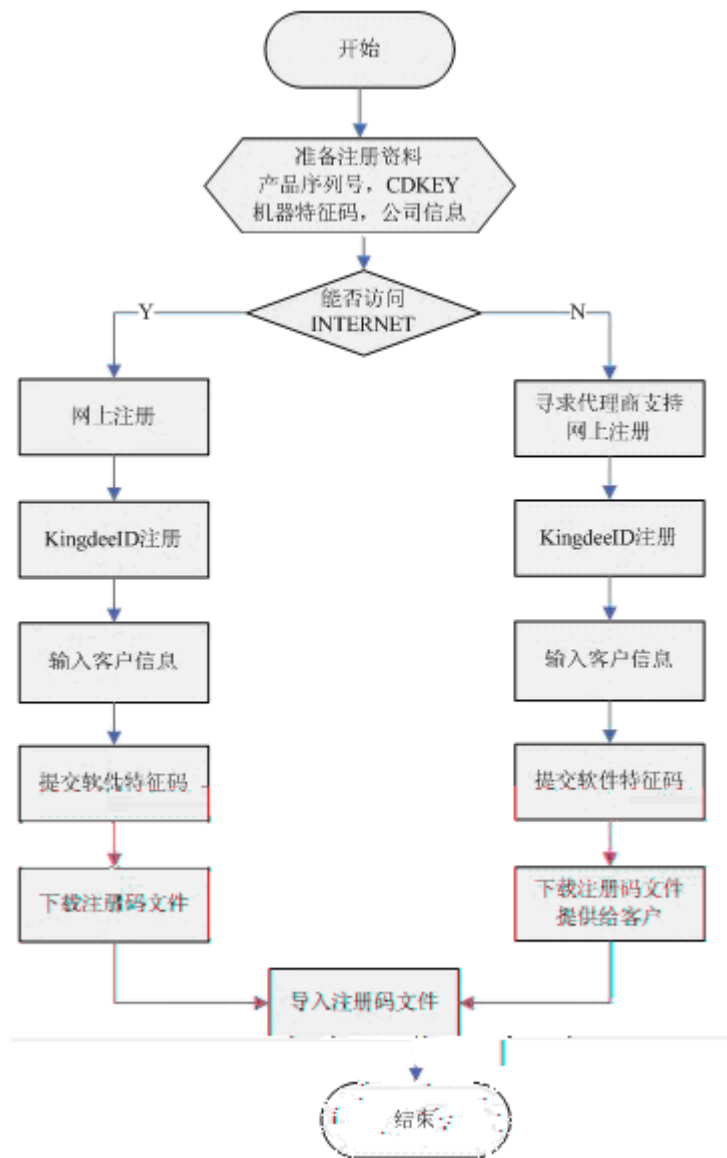 开始
准备注册资料
产品序列号，CDKEY
机器特征码，公司信息
能否访问
INTERNET
Y
N
网上注册
寻求代理商支持
网上注册
KingdeeID注册
KingdeeID注册
输入客户信息
输入客户信息
提交软件特征码
提交软件特征码
下载注册码文件
下载注册码文件
提供给客户
导入注册码文件
结束